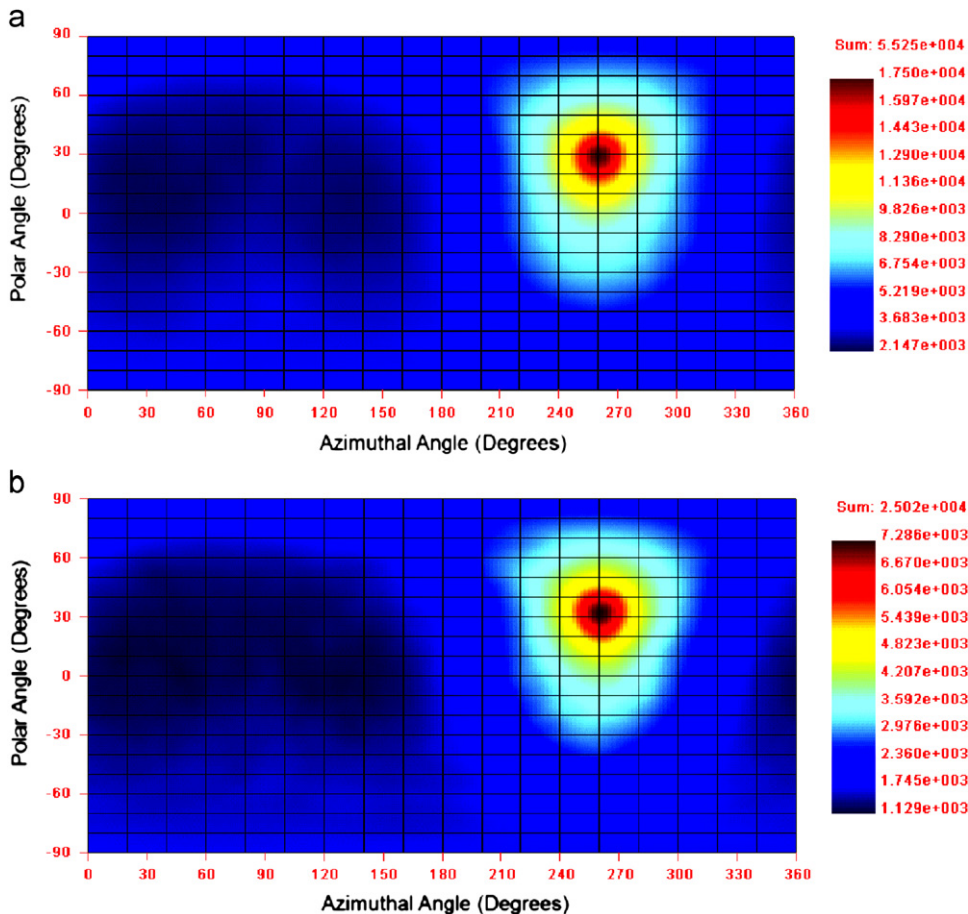 a
Sum: 5.525e+004
90
60
30
0
-30
-60
-90
Polar Angle (Degrees)
1.750e+004
1.597e+004
1.443e+004
1.290e+004
1.136e+004
9.826e+003
8.290e+003
6.754e+003
5.219e+003
3.683e+003
2.147e+003
0 30 60 90 120 150 180 210 240 270 300 330 360
Azimuthal Angle (Degrees)
b
Sum: 2.502e+004
90
60
30
0
-30
-60
-90
Polar Angle (Degrees)
7.286e+003
6.670e+003
6.054e+003
5.439e+003
4.823e+003
4.207e+003
3.592e+003
2.976e+003
2.360e+003
1.745e+003
1.129e+003
0 30 60 90 120 150 180 210 240 270 300 330 360
Azimuthal Angle (Degrees)